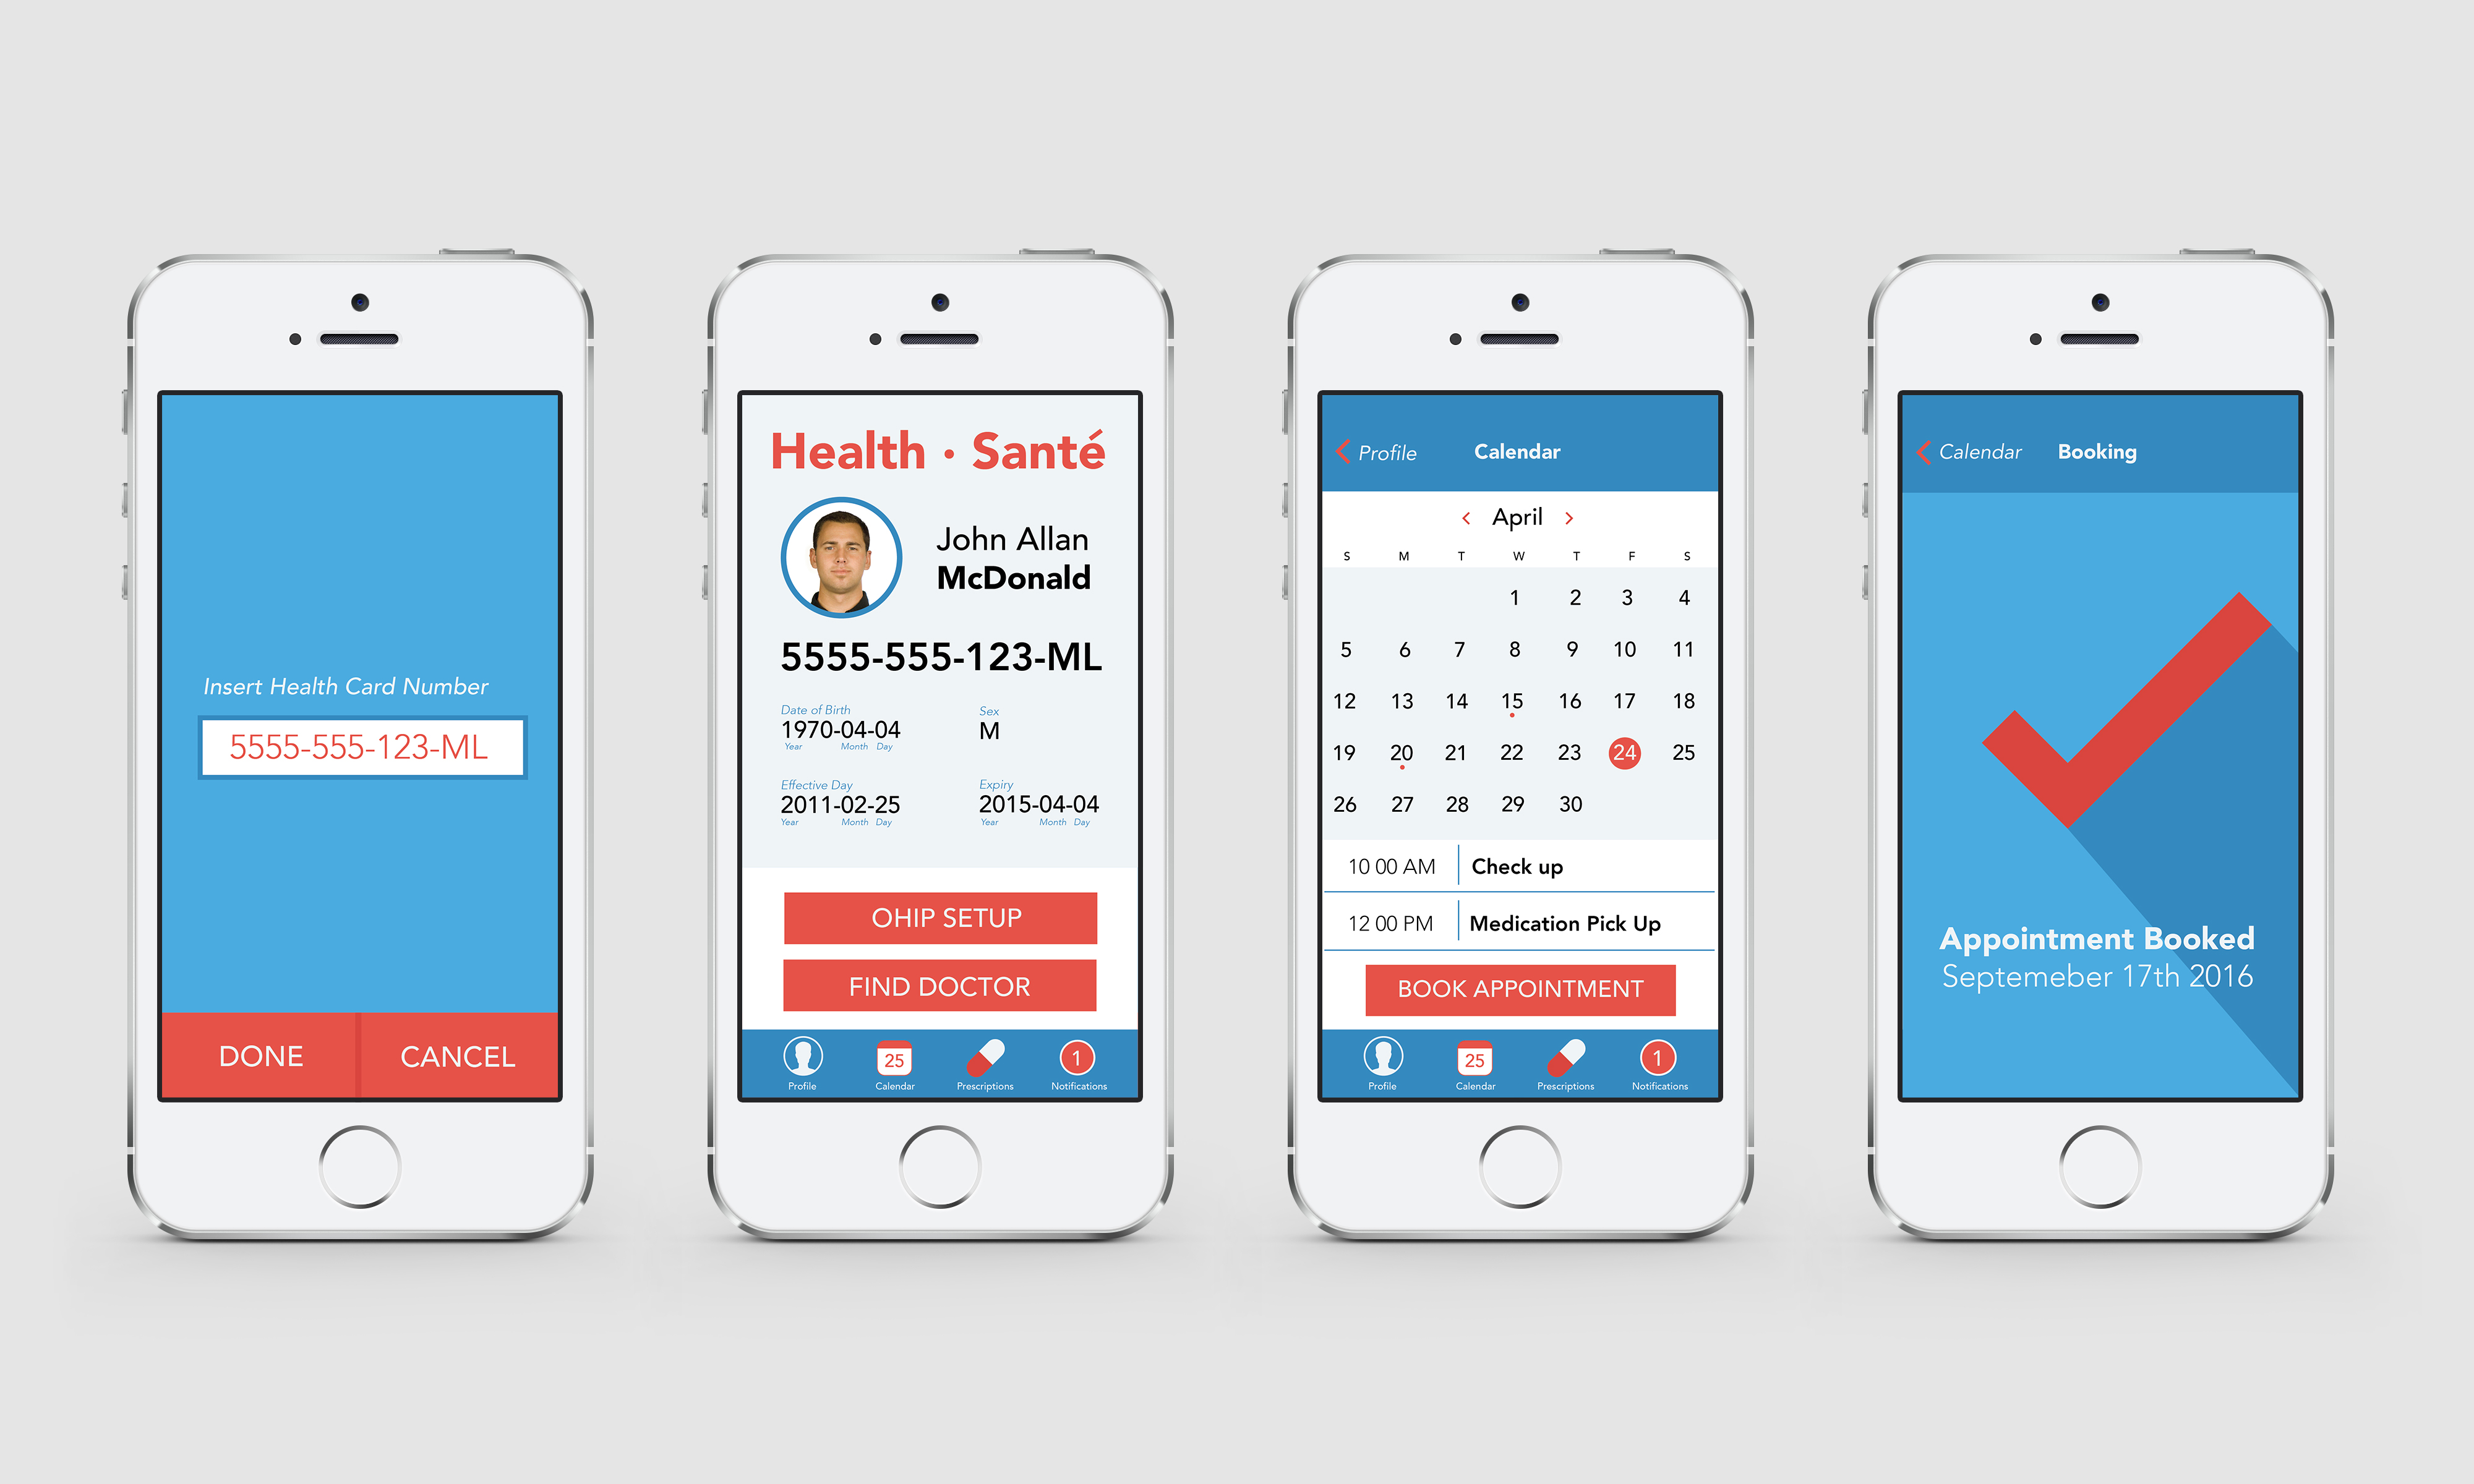 Insert Health Card Number
5555-555-123-ML
DONE CANCEL
Health · Santé
John Allan
McDonald
5555-555-123-ML
Date of Birth Sex
1970-04-04 M
Year Month Day
Effective Day Expiry
2011-02-25 2015-04-04
Year Month Day Year Month Day
OHIP SETUP
FIND DOCTOR
25 1
Profile Calendar Prescriptions Notifications
Profile Calendar
April
S M T W T F S
1 2 3 4
5 6 7 8 9 10 11
12 13 14 15 16 17 18
19 20 21 22 23 24 25
26 27 28 29 30
10 00 AM Check up
12 00 PM Medication Pick Up
BOOK APPOINTMENT
25 1
Profile Calendar Prescriptions Notifications
Calendar Booking
Appointment Booked
Septemeber 17th 2016